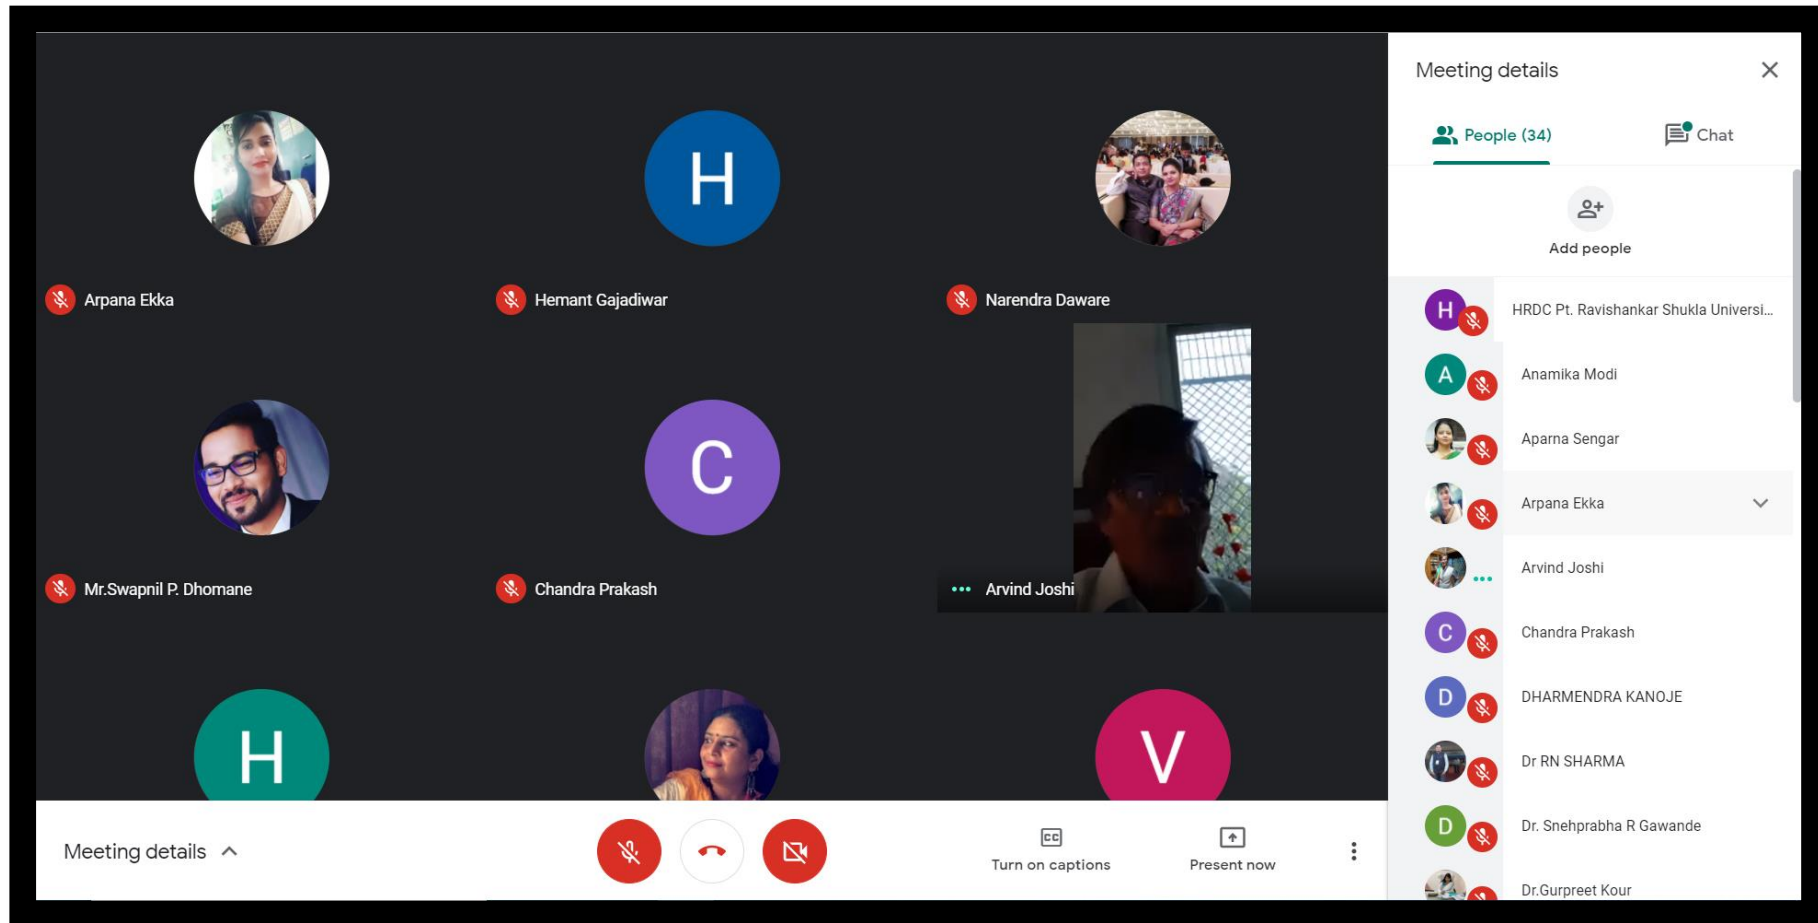 H
Arpana Ekka
Hemant Gajadiwar
Narendra Daware
C
Mr.Swapnil P. Dhomane
Chandra Prakash
Arvind Joshi
H
V
Meeting details
CC
Turn on captions
Present now
Meeting details
People (34)
Chat
Add people
H
HRDC Pt. Ravishankar Shukla Universi...
A
Anamika Modi
Aparna Sengar
Arpana Ekka
Arvind Joshi
C
Chandra Prakash
D
DHARMENDRA KANOJE
Dr RN SHARMA
D
Dr. Snehprabha R Gawande
Dr.Gurpreet Kour